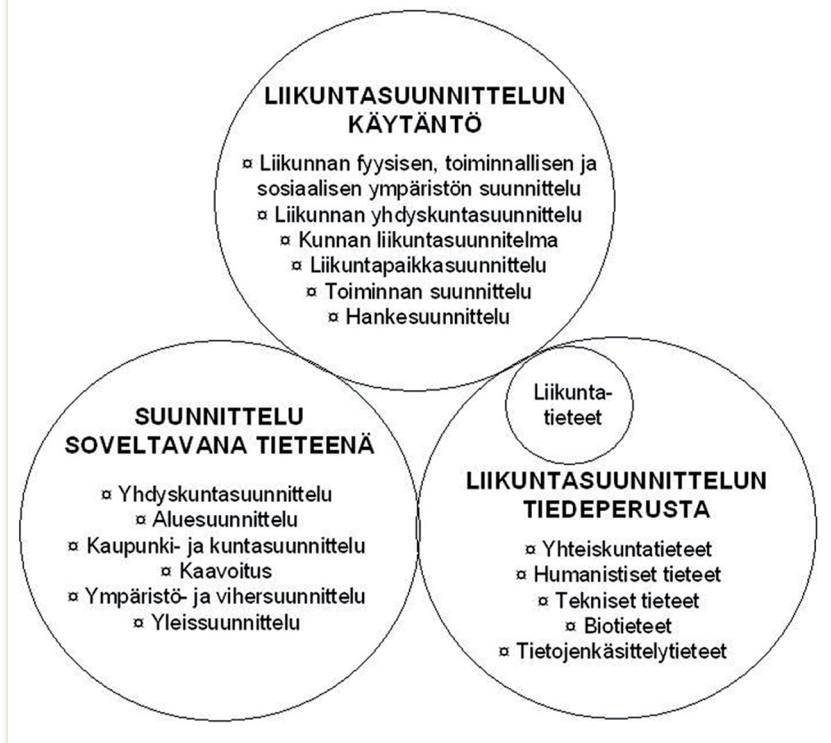 LIIKUNTASUUNNITTELUN
KÄYTÄNTÖ
¤ Liikunnan fyysisen, toiminnallisen ja
sosiaalisen ympäristön suunnittelu
¤ Liikunnan yhdyskuntasuunnittelu
¤ Kunnan liikuntasuunnitelma
¤ Liikuntapaikkasuunnittelu
¤ Toiminnan suunnittelu
¤ Hankesuunnittelu
SUUNNITTELU
SOVELTAVANA TIETEENÄ
¤ Yhdyskuntasuunnittelu
¤ Aluesuunnittelu
¤ Kaupunki- ja kuntasuunnittelu
¤ Kaavoitus
¤ Ympäristö- ja vihersuunnittelu
¤ Yleissuunnittelu
Liikunta-
tieteet
LIIKUNTASUUNNITTELUN
TIEDEPERUSTA
¤ Yhteiskuntatieteet
¤ Humanistiset tieteet
¤ Tekniset tieteet
¤ Biotieteet
¤ Tietojenkäsittelytieteet